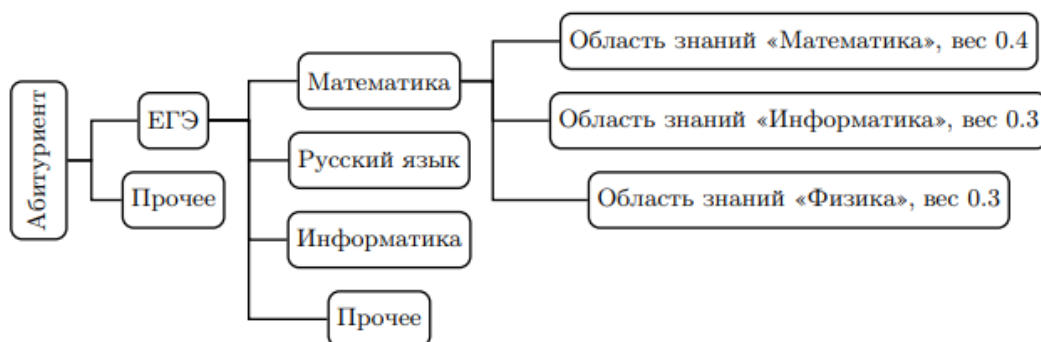 Абитуриент
ЕГЭ
Прочее
Математика
Русский язык
Информатика
Прочее
Область знаний «Математика», вес 0.4
Область знаний «Информатика», вес 0.3
Область знаний «Физика», вес 0.3